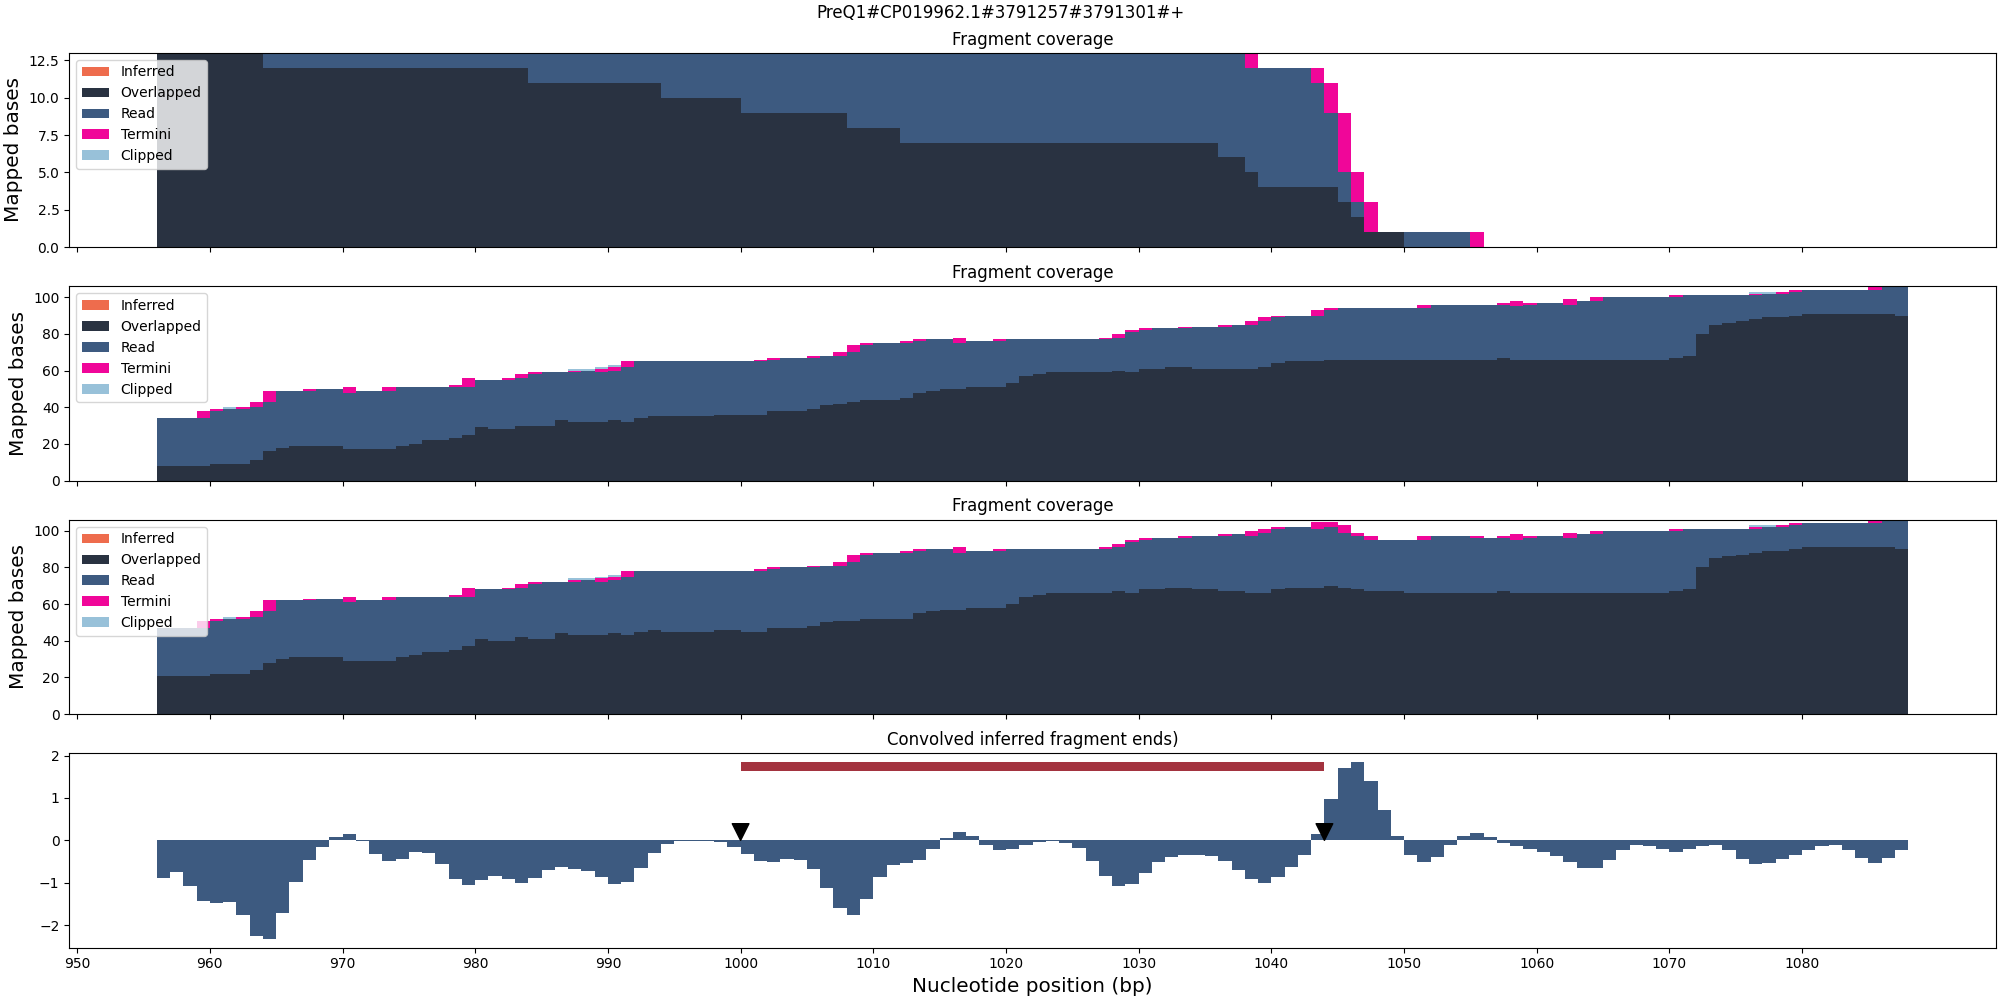 PreQ1#CP019962.1#3791257#3791301#+
Fragment coverage
Mapped bases
12.5
10.0
7.5
5.0
2.5
0.0
Inferred
Overlapped
Read
Termini
Clipped
Fragment coverage
Mapped bases
100
80
60
40
20
0
Inferred
Overlapped
Read
Termini
Clipped
Fragment coverage
Mapped bases
100
80
60
40
20
0
Inferred
Overlapped
Read
Termini
Clipped
Convolved inferred fragment ends)
2
1
0
−1
−2
950 960 970 980 990 1000 1010 1020 1030 1040 1050 1060 1070 1080
Nucleotide position (bp)